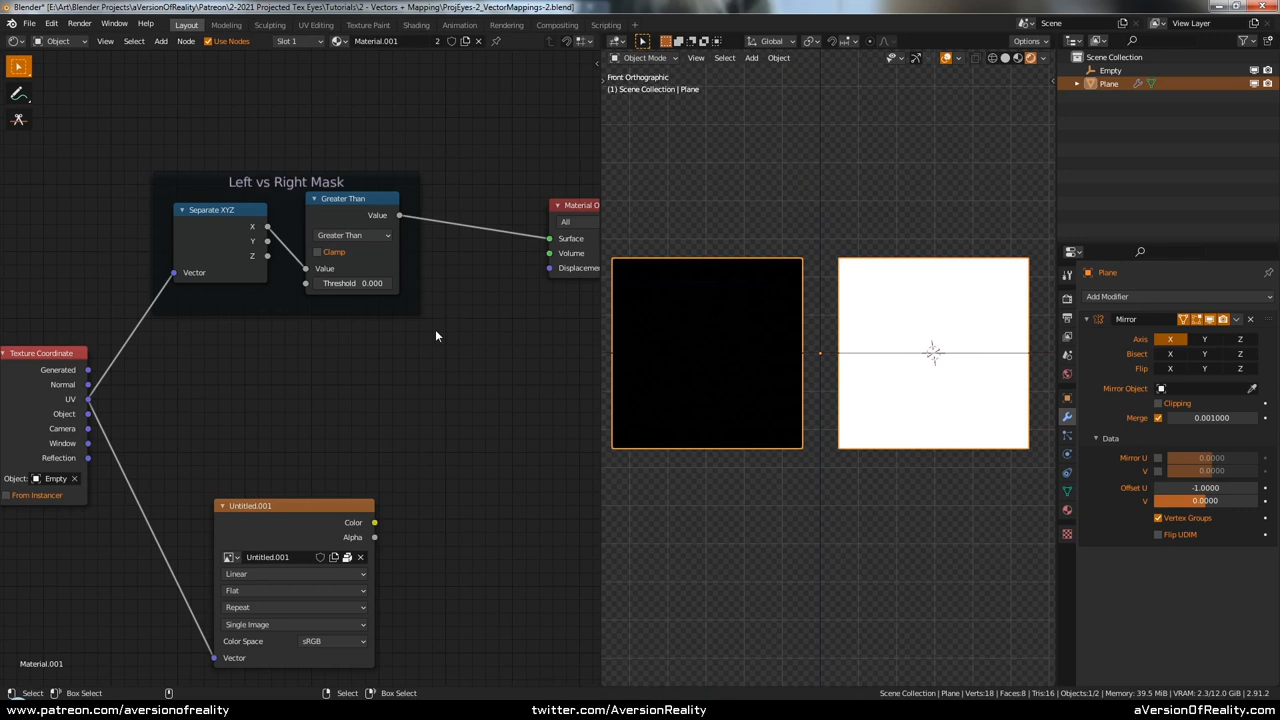 Blender* [E:\Art\Blender Projects\aVersionOfReality\Patreon\2-2021 Projected Tex Eyes\Tutorials\2 - Vectors + Mapping\ProjEyes-2_VectorMappings-2.blend]
File Edit Render Window Help Layout Modeling Sculpting UV Editing Texture Paint Shading Animation Rendering Compositing Scripting Scene View Layer
Object View Select Add Node Use Nodes Slot 1 Material.001 2 Global Options
Object Mode View Select Add Object
Front Orthographic
(1) Scene Collection | Plane
Scene Collection
Empty
Plane
Left vs Right Mask
Separate XYZ
X
Y
Z
Vector
Greater Than
Value
Greater Than
Clamp
Value
Threshold 0.000
Material O
All
Surface
Volume
Displaceme
Texture Coordinate
Generated
Normal
UV
Object
Camera
Window
Reflection
Object: Empty
From Instancer
Untitled.001
Color
Alpha
Untitled.001
Linear
Flat
Repeat
Single Image
Color Space sRGB
Vector
Material.001
Plane
Add Modifier
Mirror
Axis X Y Z
Bisect X Y Z
Flip X Y Z
Mirror Object
Clipping
Merge 0.001000
Data
Mirror U 0.0000
V 0.0000
Offset U -1.0000
V 0.0000
Vertex Groups
Flip UDIM
Select Box Select Select Box Select Scene Collection | Plane | Verts:18 | Faces:8 | Tris:16 | Objects:1/2 | Memory: 39.5 MiB | VRAM: 2.3/12.0 GiB | 2.91.2
www.patreon.com/aversionofreality twitter.com/AversionReality aVersionOfReality.com